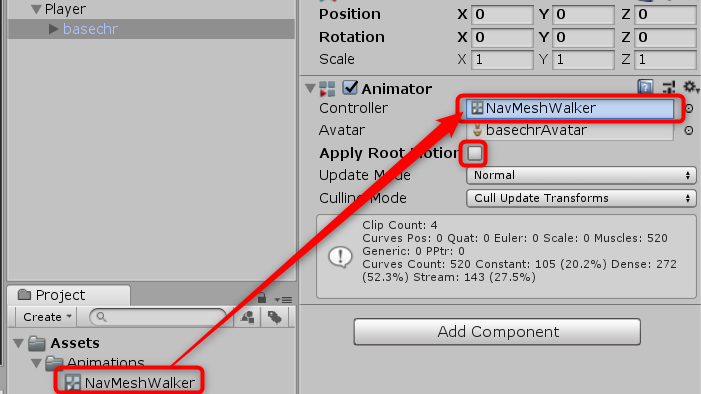 Player
basechr
Position X 0 Y 0 Z 0
Rotation X 0 Y 0 Z 0
Scale X 1 Y 1 Z 1
Animator
Controller NavMeshWalker
Avatar basechrAvatar
Apply Root Motion
Update Mode Normal
Culling Mode Cull Update Transforms
Clip Count: 4
Curves Pos: 0 Quat: 0 Euler: 0 Scale: 0 Muscles: 520
Generic: 0 PPtr: 0
Curves Count: 520 Constant: 105 (20.2%) Dense: 272
(52.3%) Stream: 143 (27.5%)
Add Component
Project
Create
Assets
Animations
NavMeshWalker